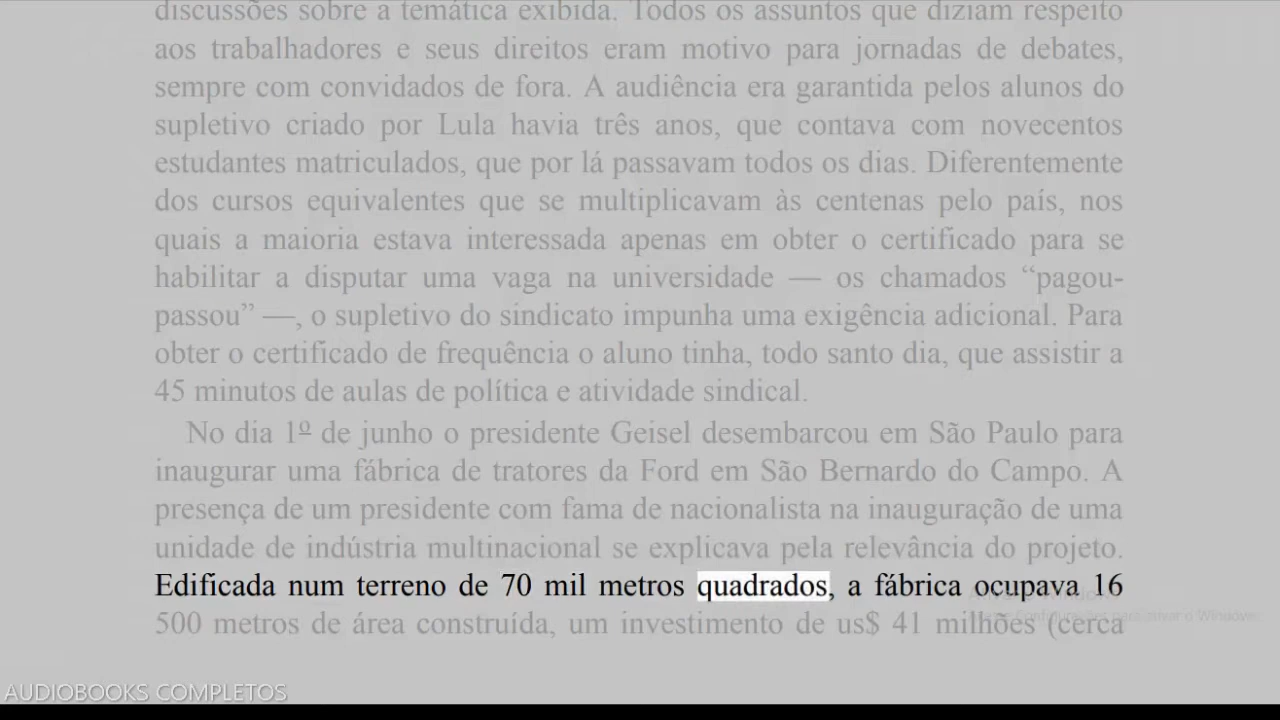 discussões sobre a temática exibida. Todos os assuntos que diziam respeito
aos trabalhadores e seus direitos eram motivo para jornadas de debates,
sempre com convidados de fora. A audiência era garantida pelos alunos do
supletivo criado por Lula havia três anos, que contava com novecentos
estudantes matriculados, que por lá passavam todos os dias. Diferentemente
dos cursos equivalentes que se multiplicavam às centenas pelo país, nos
quais a maioria estava interessada apenas em obter o certificado para se
habilitar a disputar uma vaga na universidade — os chamados “pagou-
passou” —, o supletivo do sindicato impunha uma exigência adicional. Para
obter o certificado de frequência o aluno tinha, todo santo dia, que assistir a
45 minutos de aulas de política e atividade sindical.
No dia 1º de junho o presidente Geisel desembarcou em São Paulo para
inaugurar uma fábrica de tratores da Ford em São Bernardo do Campo. A
presença de um presidente com fama de nacionalista na inauguração de uma
unidade de indústria multinacional se explicava pela relevância do projeto.
Edificada num terreno de 70 mil metros quadrados, a fábrica ocupava 16
500 metros de área construída, um investimento de us$ 41 milhões (cerca
AUDIOBOOKS COMPLETOS